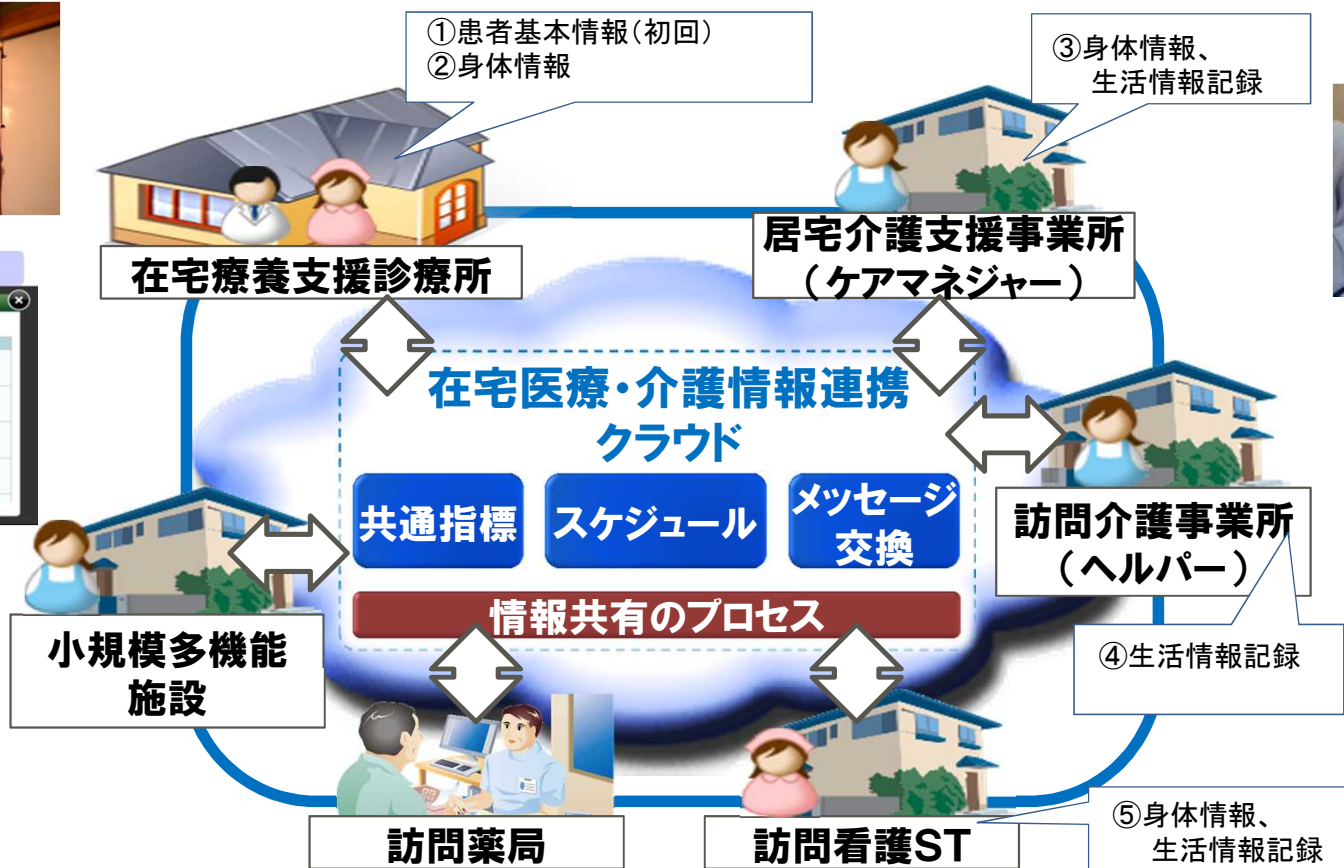 ①患者基本情報(初回)
②身体情報
③身体情報、
生活情報記録
在宅療養支援診療所
居宅介護支援事業所
(ケアマネジャー)
在宅医療・介護情報連携
クラウド
共通指標
スケジュール
メッセージ
交換
情報共有のプロセス
訪問介護事業所
(ヘルパー)
④生活情報記録
小規模多機能
施設
訪問薬局
訪問看護ST
⑤身体情報、
生活情報記録